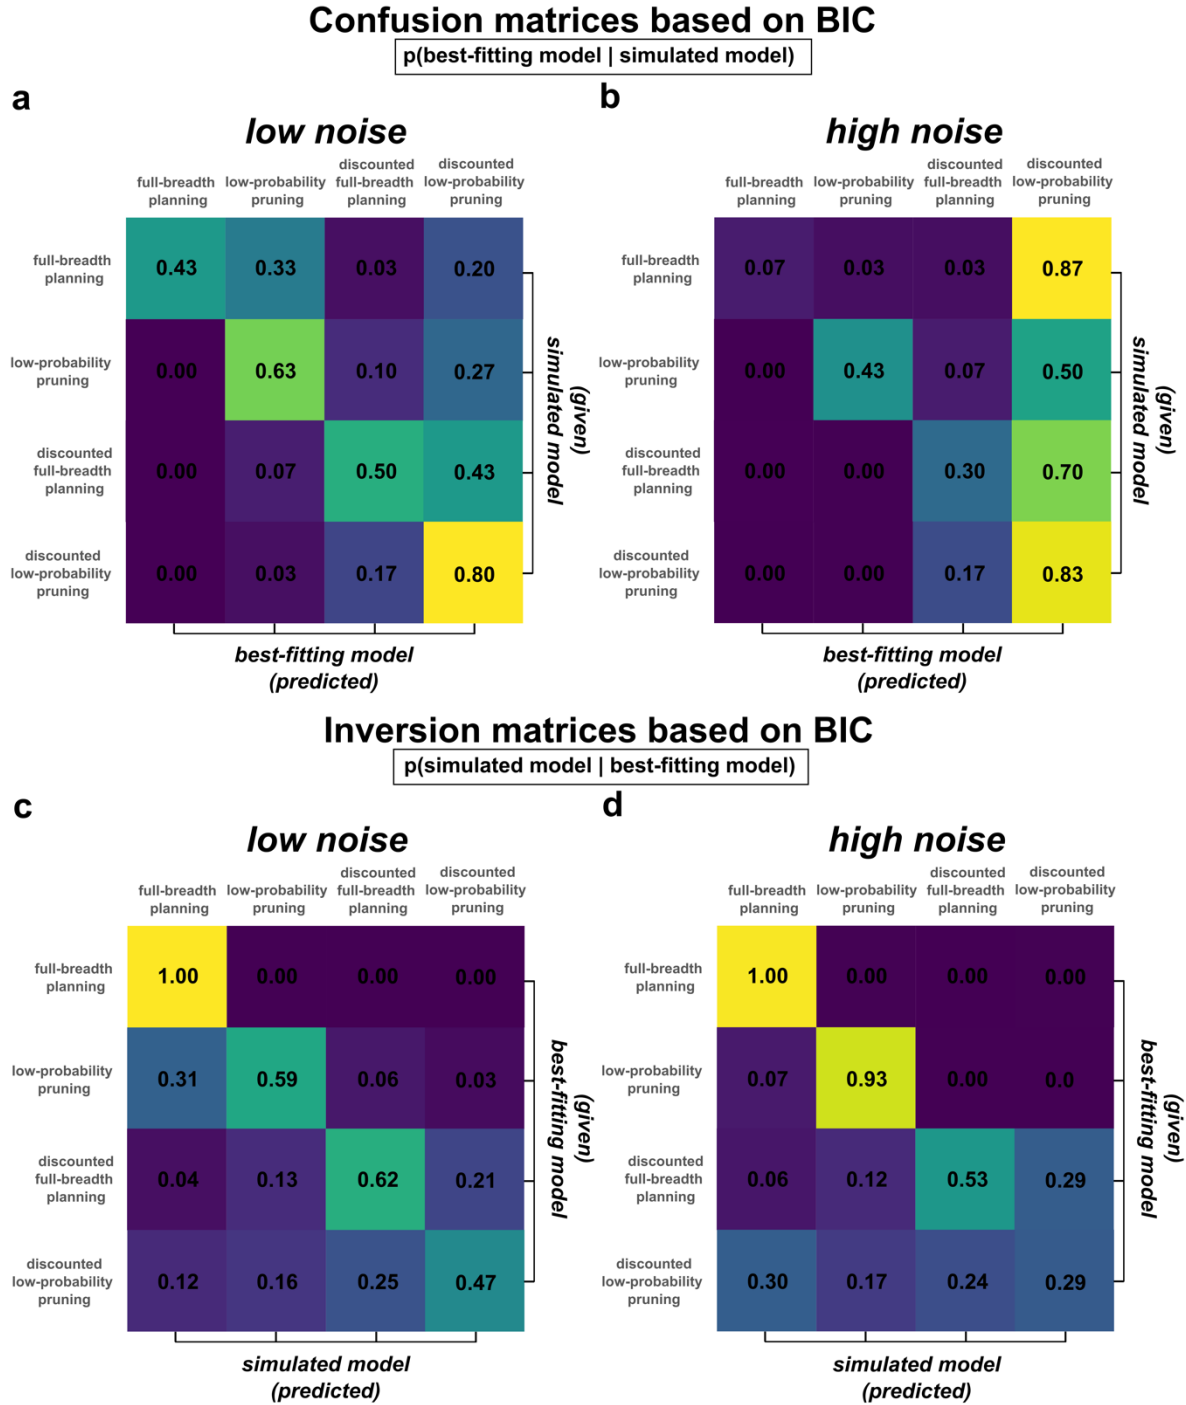 Confusion matrices based on BIC
p(best-fitting model | simulated model)
a
low noise
full-breadth
planning
low-probability
pruning
discounted
full-breadth
planning
discounted
low-probability
pruning
full-breadth
planning
0.43 0.33 0.03 0.20
low-probability
pruning
0.00 0.63 0.10 0.27
discounted
full-breadth
planning
0.00 0.07 0.50 0.43
discounted
low-probability
pruning
0.00 0.03 0.17 0.80
(given)
simulated model
best-fitting model
(predicted)
b
high noise
full-breadth
planning
low-probability
pruning
discounted
full-breadth
planning
discounted
low-probability
pruning
full-breadth
planning
0.07 0.03 0.03 0.87
low-probability
pruning
0.00 0.43 0.07 0.50
discounted
full-breadth
planning
0.00 0.00 0.30 0.70
discounted
low-probability
pruning
0.00 0.00 0.17 0.83
(given)
simulated model
best-fitting model
(predicted)
Inversion matrices based on BIC
p(simulated model | best-fitting model)
c
low noise
full-breadth
planning
low-probability
pruning
discounted
full-breadth
planning
discounted
low-probability
pruning
full-breadth
planning
1.00 0.00 0.00 0.00
low-probability
pruning
0.31 0.59 0.06 0.03
discounted
full-breadth
planning
0.04 0.13 0.62 0.21
discounted
low-probability
pruning
0.12 0.16 0.25 0.47
(given)
best-fitting model
simulated model
(predicted)
d
high noise
full-breadth
planning
low-probability
pruning
discounted
full-breadth
planning
discounted
low-probability
pruning
full-breadth
planning
1.00 0.00 0.00 0.00
low-probability
pruning
0.07 0.93 0.00 0.0
discounted
full-breadth
planning
0.06 0.12 0.53 0.29
discounted
low-probability
pruning
0.30 0.17 0.24 0.29
(given)
best-fitting model
simulated model
(predicted)